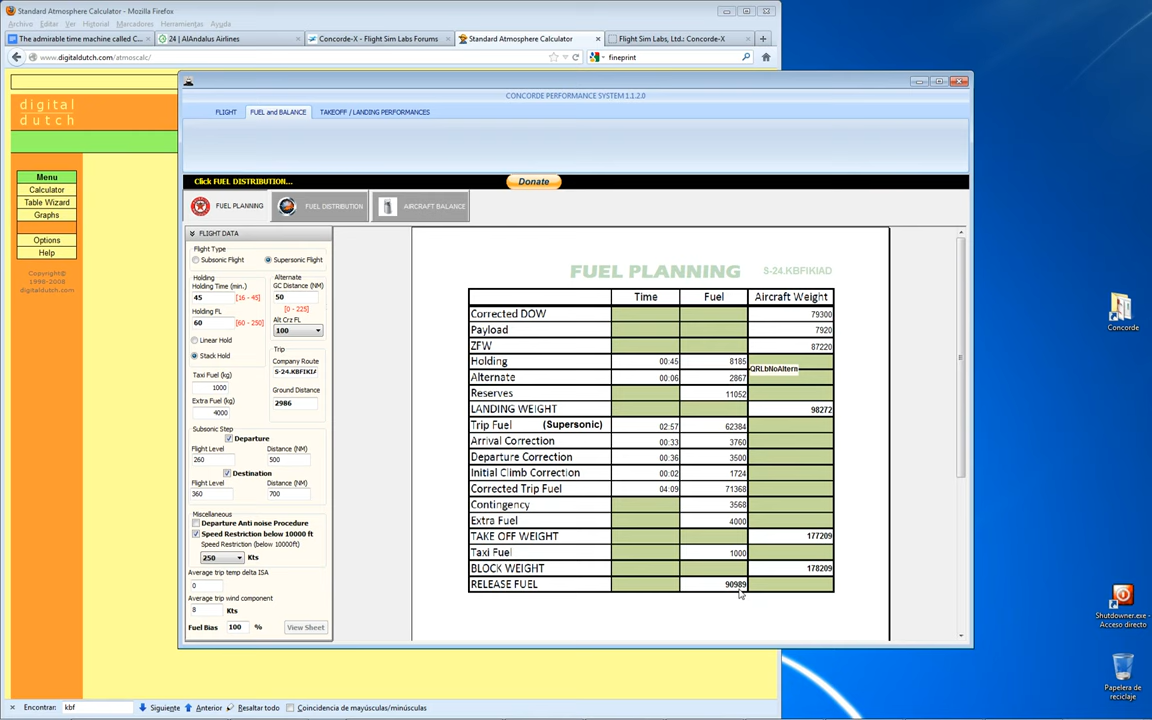 Standard Atmosphere Calculator - Mozilla Firefox
Archivo Editar Ver Historial Marcadores Herramientas Ayuda
The admirable time machine called C... × 24 | AlAndalus Airlines × Concorde-X - Flight Sim Labs Forums × Standard Atmosphere Calculator × Flight Sim Labs, Ltd.: Concorde-X × +
www.digitaldutch.com/atmoscalc/ fineprint
digital
dutch
Menu
Calculator
Table Wizard
Graphs
Options
Help
Copyright©
1998-2008
digitaldutch.com
CONCORDE PERFORMANCE SYSTEM 1.1.2.0
FLIGHT FUEL and BALANCE TAKEOFF / LANDING PERFORMANCES
Click FUEL DISTRIBUTION... Donate
FUEL PLANNING FUEL DISTRIBUTION AIRCRAFT BALANCE
FLIGHT DATA
Flight Type
Subsonic Flight Supersonic Flight
Holding Alternate
Holding Time (min.) GC Distance (NM)
45 [16 - 45] 50
Holding FL [0 - 225]
60 [60 - 250] Alt Crz FL
100
Linear Hold Trip
Stack Hold Company Route
S-24.KBFIKIA
Taxi Fuel (kg) Ground Distance
1000 2986
Extra Fuel (kg)
4000
Subsonic Step
Departure
Flight Level Distance (NM)
260 500
Destination
Flight Level Distance (NM)
360 700
Miscellaneous
Departure Anti noise Procedure
Speed Restriction below 10000 ft
Speed Restriction (below 10000ft)
250 Kts
Average trip temp delta ISA
0
Average trip wind component
8 Kts
Fuel Bias 100 % View Sheet
FUEL PLANNING S-24.KBFIKIAD
Time Fuel Aircraft Weight
Corrected DOW 79300
Payload 7920
ZFW 87220
Holding 00:45 8185
QRLbNoAltern
Alternate 00:06 2867
Reserves 11052
LANDING WEIGHT 98272
Trip Fuel (Supersonic) 02:57 62384
Arrival Correction 00:33 3760
Departure Correction 00:36 3500
Initial Climb Correction 00:02 1724
Corrected Trip Fuel 04:09 71368
Contingency 3568
Extra Fuel 4000
TAKE OFF WEIGHT 177209
Taxi Fuel 1000
BLOCK WEIGHT 178209
RELEASE FUEL 90989
Concorde
Shutdowner.exe -
Acceso directo
Papelera de
reciclaje
× Encontrar: kbf Siguiente Anterior Resaltar todo Coincidencia de mayúsculas/minúsculas